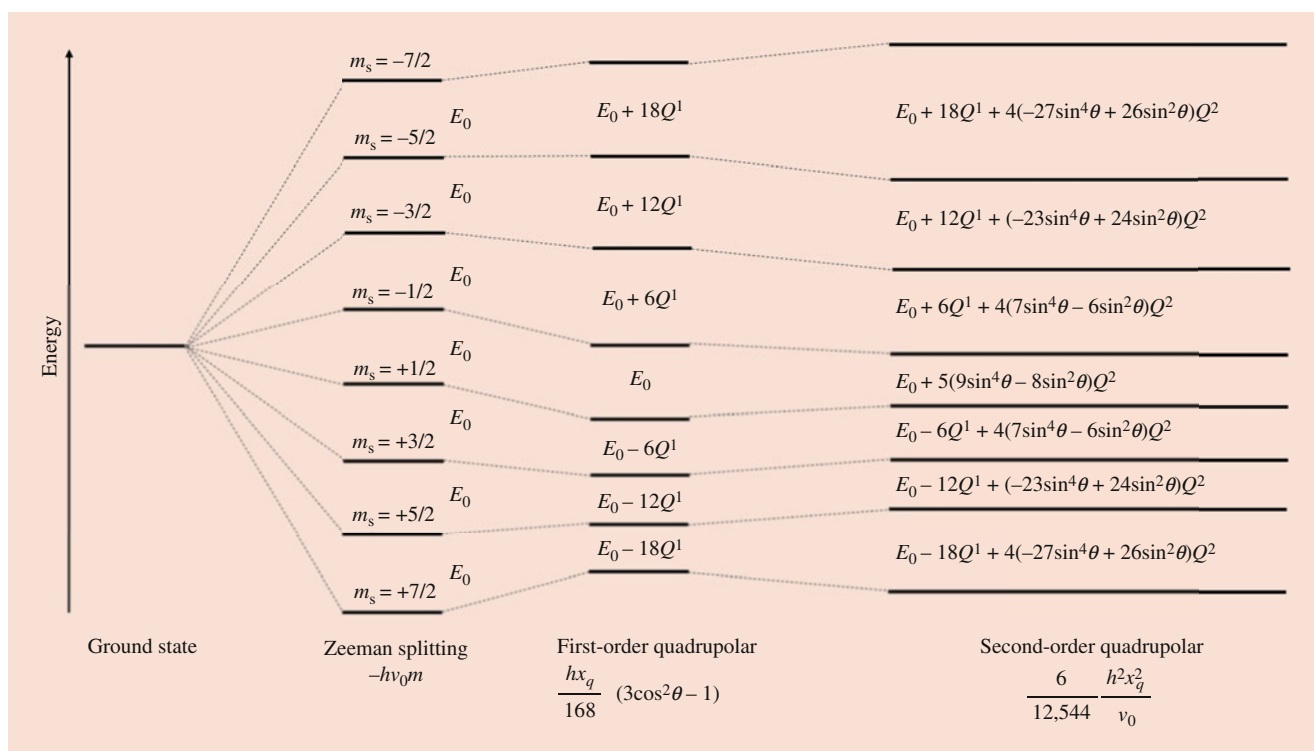 Energy
Ground state
m_s = –7/2
E_0
m_s = –5/2
E_0
m_s = –3/2
E_0
m_s = –1/2
E_0
m_s = +1/2
E_0
m_s = +3/2
E_0
m_s = +5/2
E_0
m_s = +7/2
Zeeman splitting
–hν_0m
E_0 + 18Q^1
E_0 + 12Q^1
E_0 + 6Q^1
E_0
E_0 – 6Q^1
E_0 – 12Q^1
E_0 – 18Q^1
First-order quadrupolar
hx_q/168 (3cos^2θ – 1)
E_0 + 18Q^1 + 4(–27sin^4θ + 26sin^2θ)Q^2
E_0 + 12Q^1 + (–23sin^4θ + 24sin^2θ)Q^2
E_0 + 6Q^1 + 4(7sin^4θ – 6sin^2θ)Q^2
E_0 + 5(9sin^4θ – 8sin^2θ)Q^2
E_0 – 6Q^1 + 4(7sin^4θ – 6sin^2θ)Q^2
E_0 – 12Q^1 + (–23sin^4θ + 24sin^2θ)Q^2
E_0 – 18Q^1 + 4(–27sin^4θ + 26sin^2θ)Q^2
Second-order quadrupolar
6/12,544 h^2x_q^2/ν_0